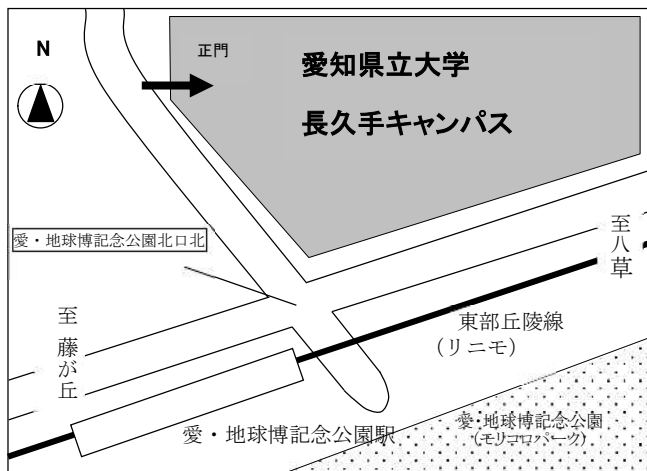 N
正門
愛知県立大学
長久手キャンパス
愛・地球博記念公園北口北
至八草
至 藤が丘
東部丘陵線
(リニモ)
愛・地球博記念公園駅
愛・地球博記念公園
(モリコロパーク)